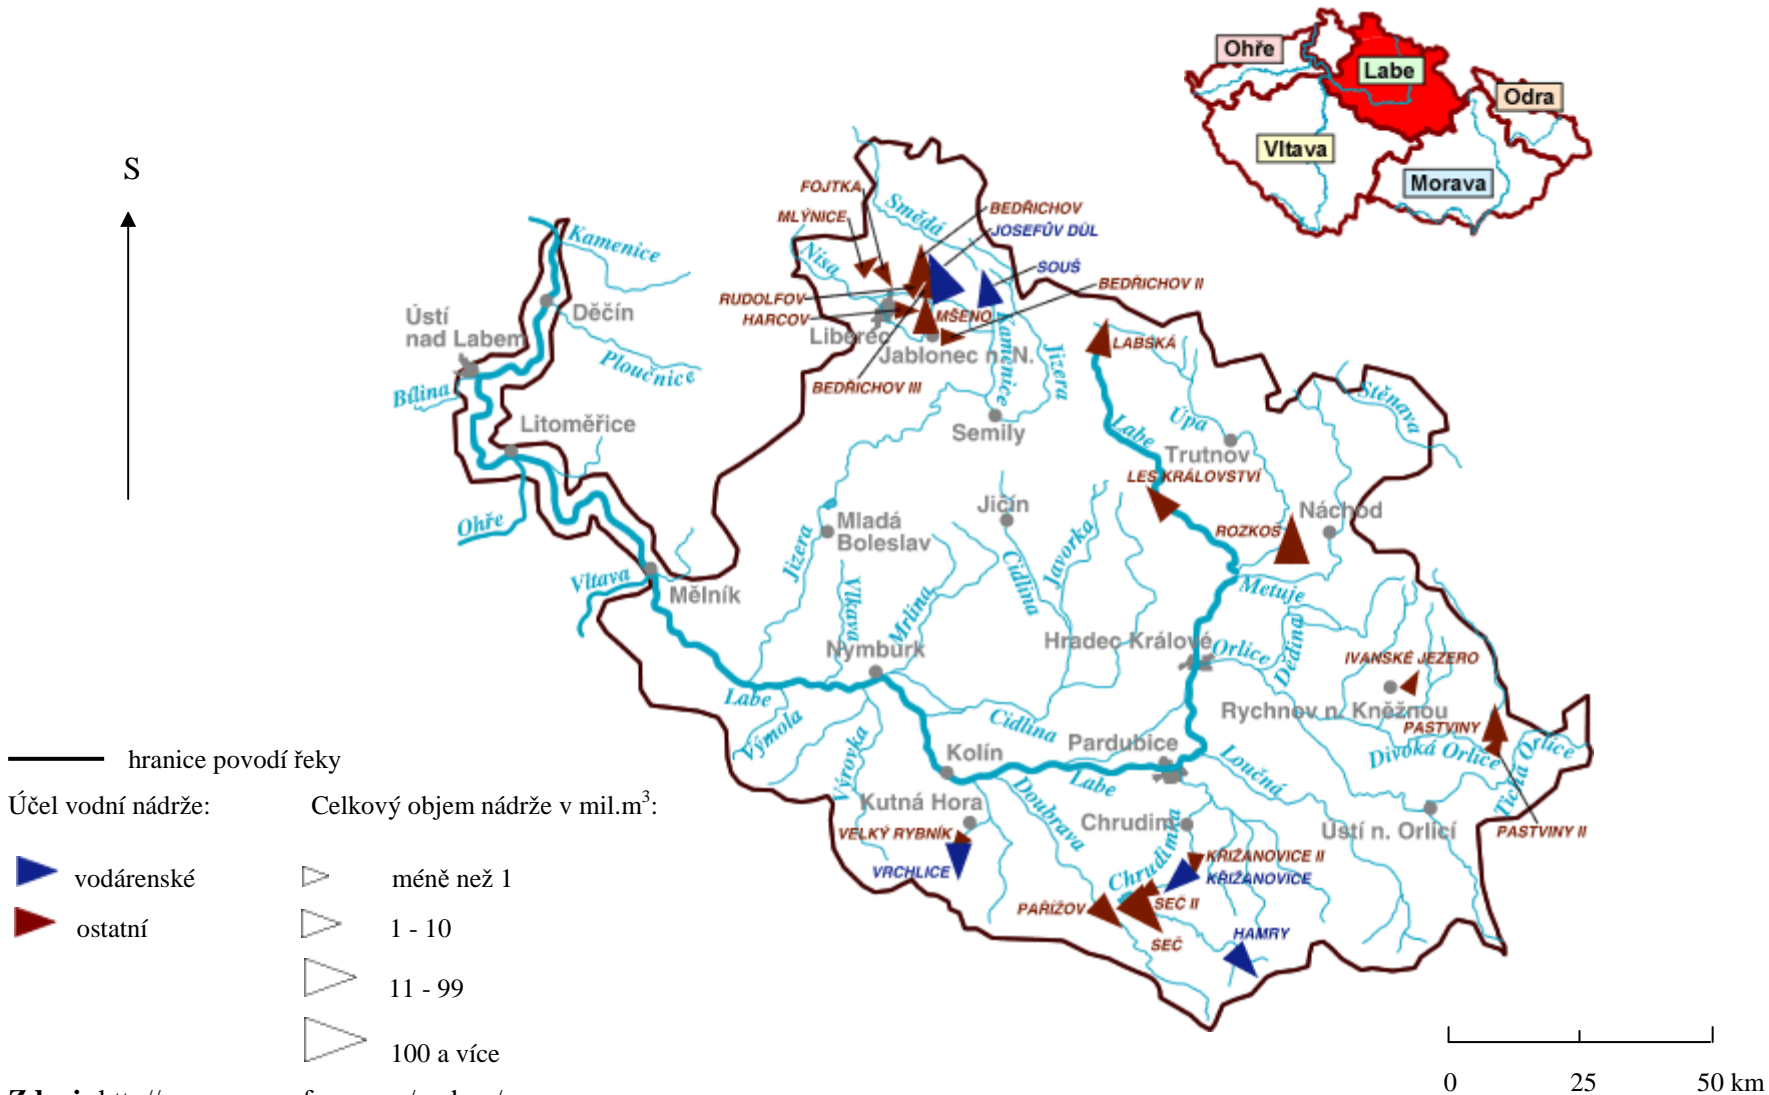 Ohře
Labe
Odra
Vltava
Morava
S
FOJTKA
MLÝNICE
Smědá
BEDŘICHOV
JOSEFŮV DŮL
Kamenice
Nisa
SOUŠ
BEDŘICHOV II
RUDOLFOV
HARCOV
MŠENO
Ústí
nad Labem
Děčín
Liberec
Jablonec n. N.
Kamenice
Jizera
LABSKÁ
Ploučnice
BEDŘICHOV III
Bílina
Stěnava
Litoměřice
Semily
Labe
Úpa
Trutnov
LES KRÁLOVSTVÍ
Jičín
Náchod
Ohře
Mladá
Boleslav
ROZKOŠ
Jizera
Cidlina
Javorka
Vltava
Mělník
Vlkava
Mrlina
Metuje
Nymburk
Hradec Králové
Orlice
Dědina
IVANSKÉ JEZERO
Labe
Výmola
Cidlina
Rychnov n. Kněžnou
PASTVINY
Divoká Orlice
Tichá Orlice
Výrovka
Kolín
Pardubice
Labe
Loučná
hranice povodí řeky
Účel vodní nádrže:
Celkový objem nádrže v mil.m³:
Kutná Hora
Doubrava
Chrudim
Chrudimka
Ústí n. Orlicí
PASTVINY II
VELKÝ RYBNÍK
VRCHLICE
KŘIŽANOVICE II
KŘIŽANOVICE
vodárenské
méně než 1
PAŘÍŽOV
SEČ II
SEČ
HAMRY
ostatní
1 - 10
11 - 99
100 a více
0 25 50 km